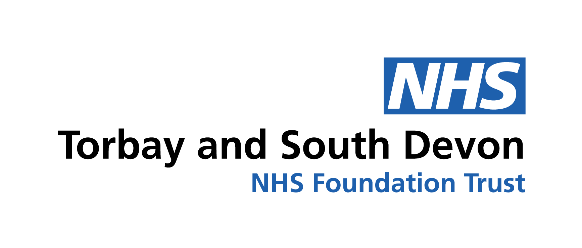 NHS
Torbay and South Devon
NHS Foundation Trust